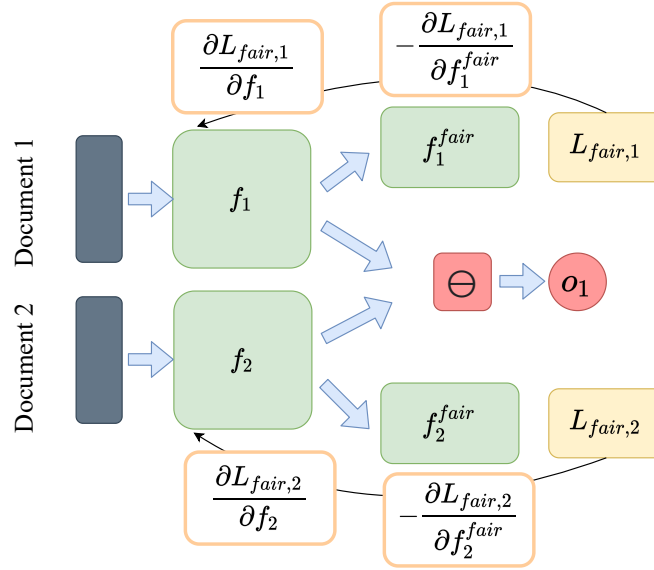 Document 1
∂L_{fair,1}
∂f_1
−∂L_{fair,1}
∂f_1^{fair}
f_1
f_1^{fair}
L_{fair,1}
⊖
o_1
Document 2
f_2
f_2^{fair}
L_{fair,2}
∂L_{fair,2}
∂f_2
−∂L_{fair,2}
∂f_2^{fair}